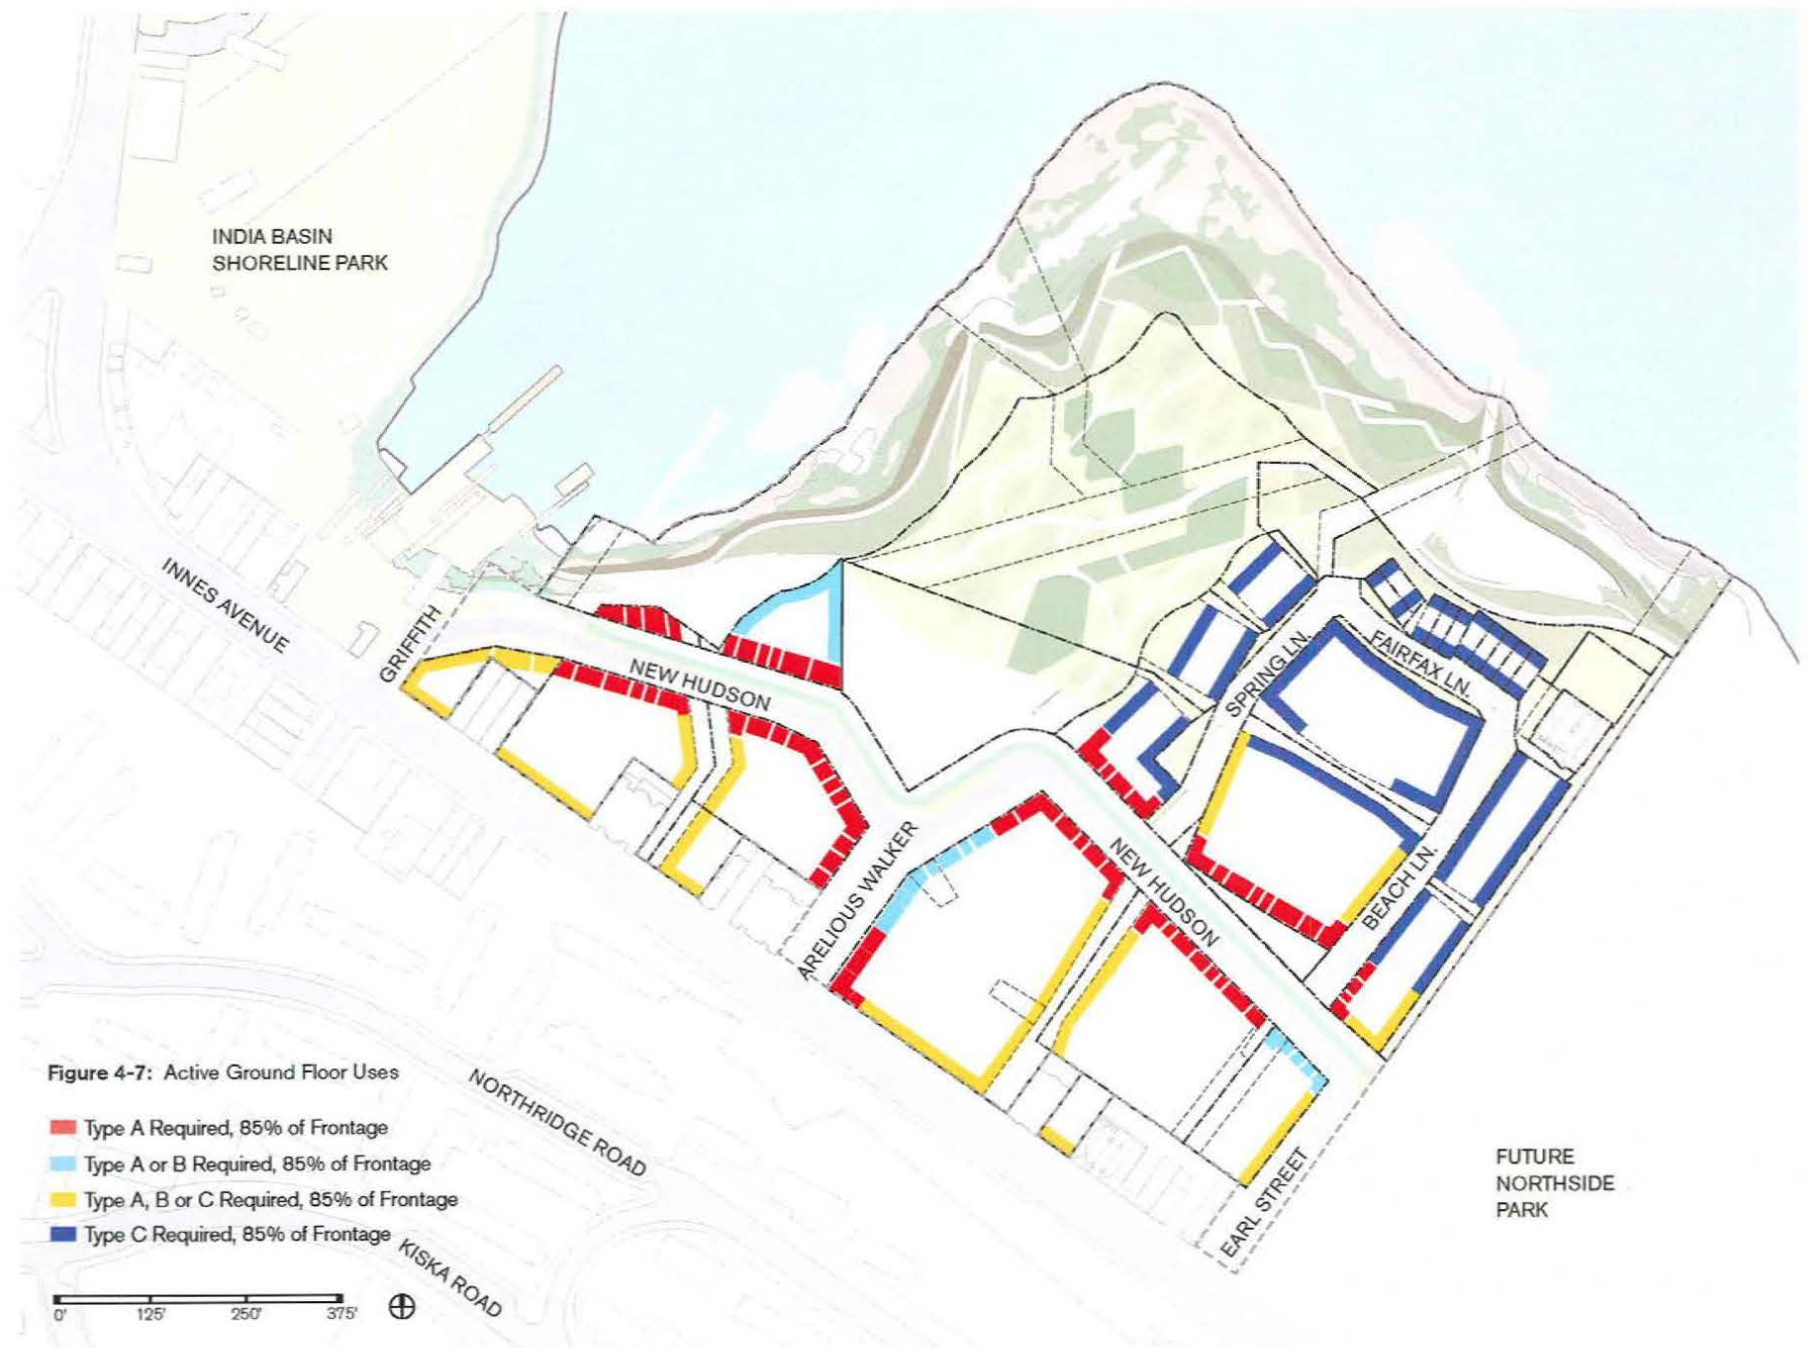 INDIA BASIN
SHORELINE PARK
INNES AVENUE
GRIFFITH
NEW HUDSON
SPRING LN.
FAIRFAX LN.
ARELIOUS WALKER
NEW HUDSON
BEACH LN.
Figure 4-7: Active Ground Floor Uses
Type A Required, 85% of Frontage
Type A or B Required, 85% of Frontage
Type A, B or C Required, 85% of Frontage
Type C Required, 85% of Frontage
NORTHRIDGE ROAD
KISKA ROAD
EARL STREET
FUTURE
NORTHSIDE
PARK
0' 125' 250' 375'